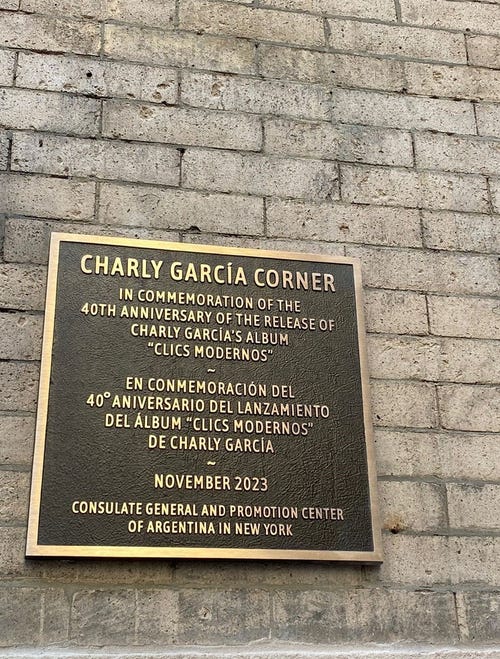 CHARLY GARCÍA CORNER
IN COMMEMORATION OF THE
40TH ANNIVERSARY OF THE RELEASE OF
CHARLY GARCÍA'S ALBUM
"CLICS MODERNOS"
~
EN CONMEMORACIÓN DEL
40° ANIVERSARIO DEL LANZAMIENTO
DEL ÁLBUM "CLICS MODERNOS"
DE CHARLY GARCÍA
~
NOVEMBER 2023
CONSULATE GENERAL AND PROMOTION CENTER
OF ARGENTINA IN NEW YORK